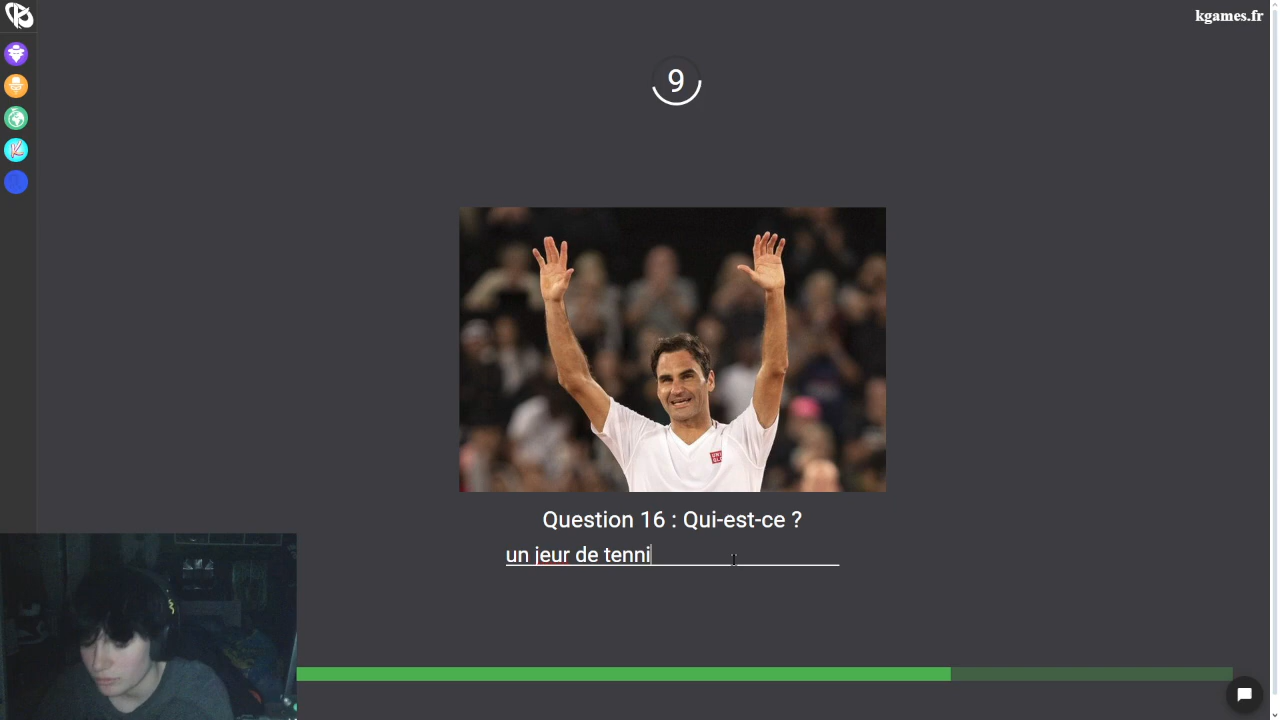 kgames.fr
9
Question 16 : Qui-est-ce ?
un jeur de tenni